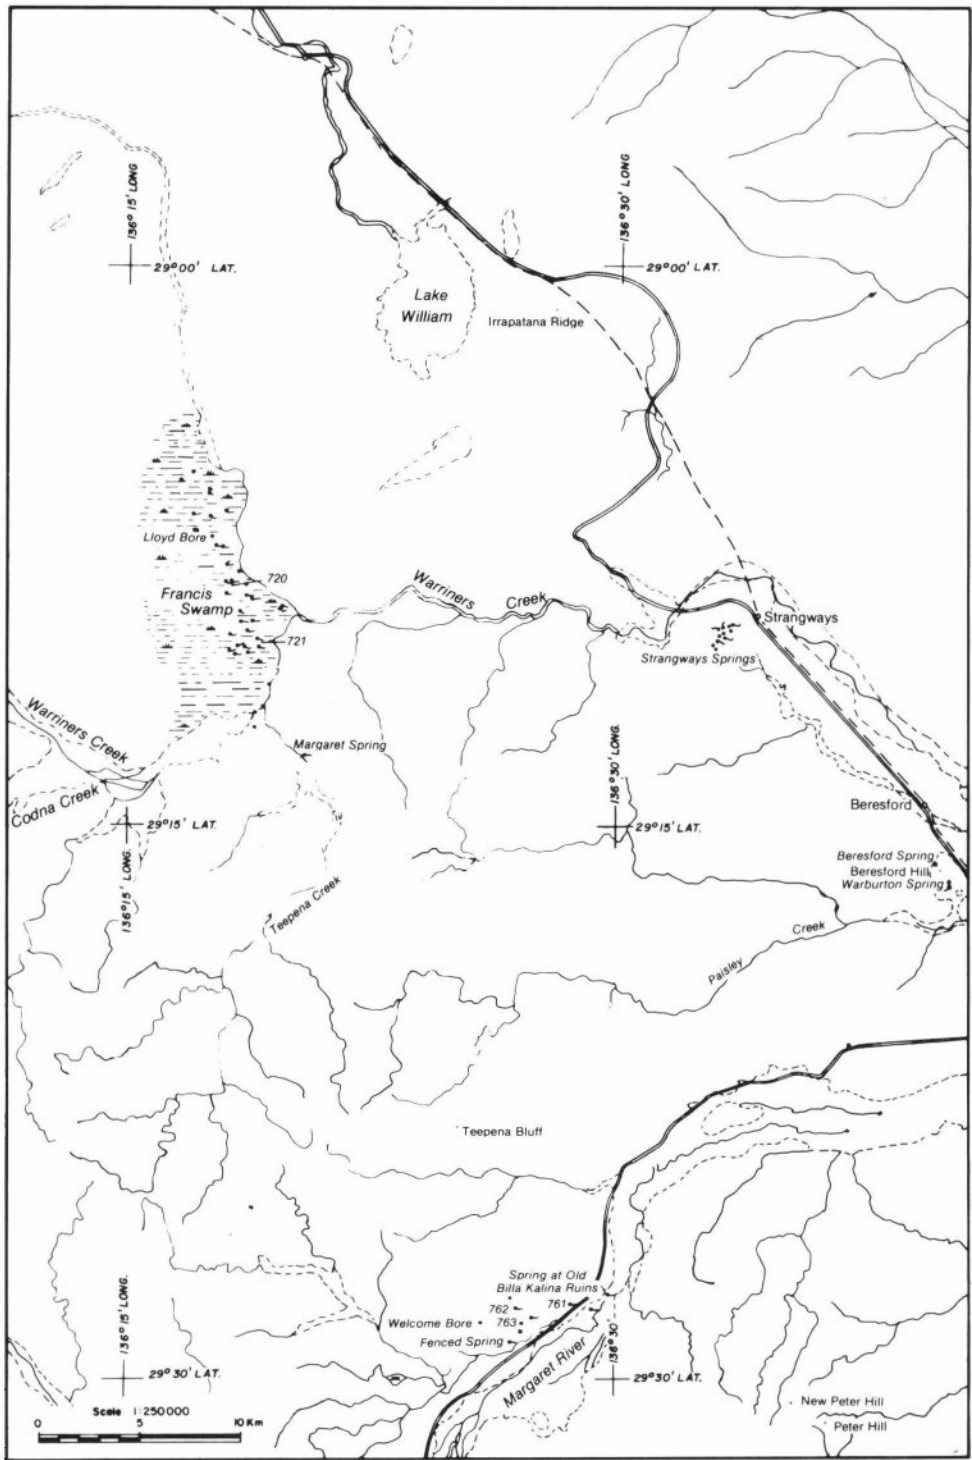 136° 15' LONG
29° 00' LAT.
136° 30' LONG
29° 00' LAT.
Lake
William
Irrapatana Ridge
Lloyd Bore
720
Francis
Swamp
721
Warriners Creek
Strangways
Strangways Springs
Warriners Creek
Margaret Spring
Codna Creek
29° 15' LAT.
136° 15' LONG.
136° 30' LONG.
29° 15' LAT.
Beresford
Beresford Spring
Beresford Hill
Warburton Spring
Teepena Creek
Paisley Creek
Teepena Bluff
Spring at Old
Billa Kalina Ruins
762
761
Welcome Bore
763
Fenced Spring
Margaret River
136° 15' LONG.
29° 30' LAT.
136° 30'
29° 30' LAT.
New Peter Hill
Peter Hill
Scale 1:250000
0 5 10 Km